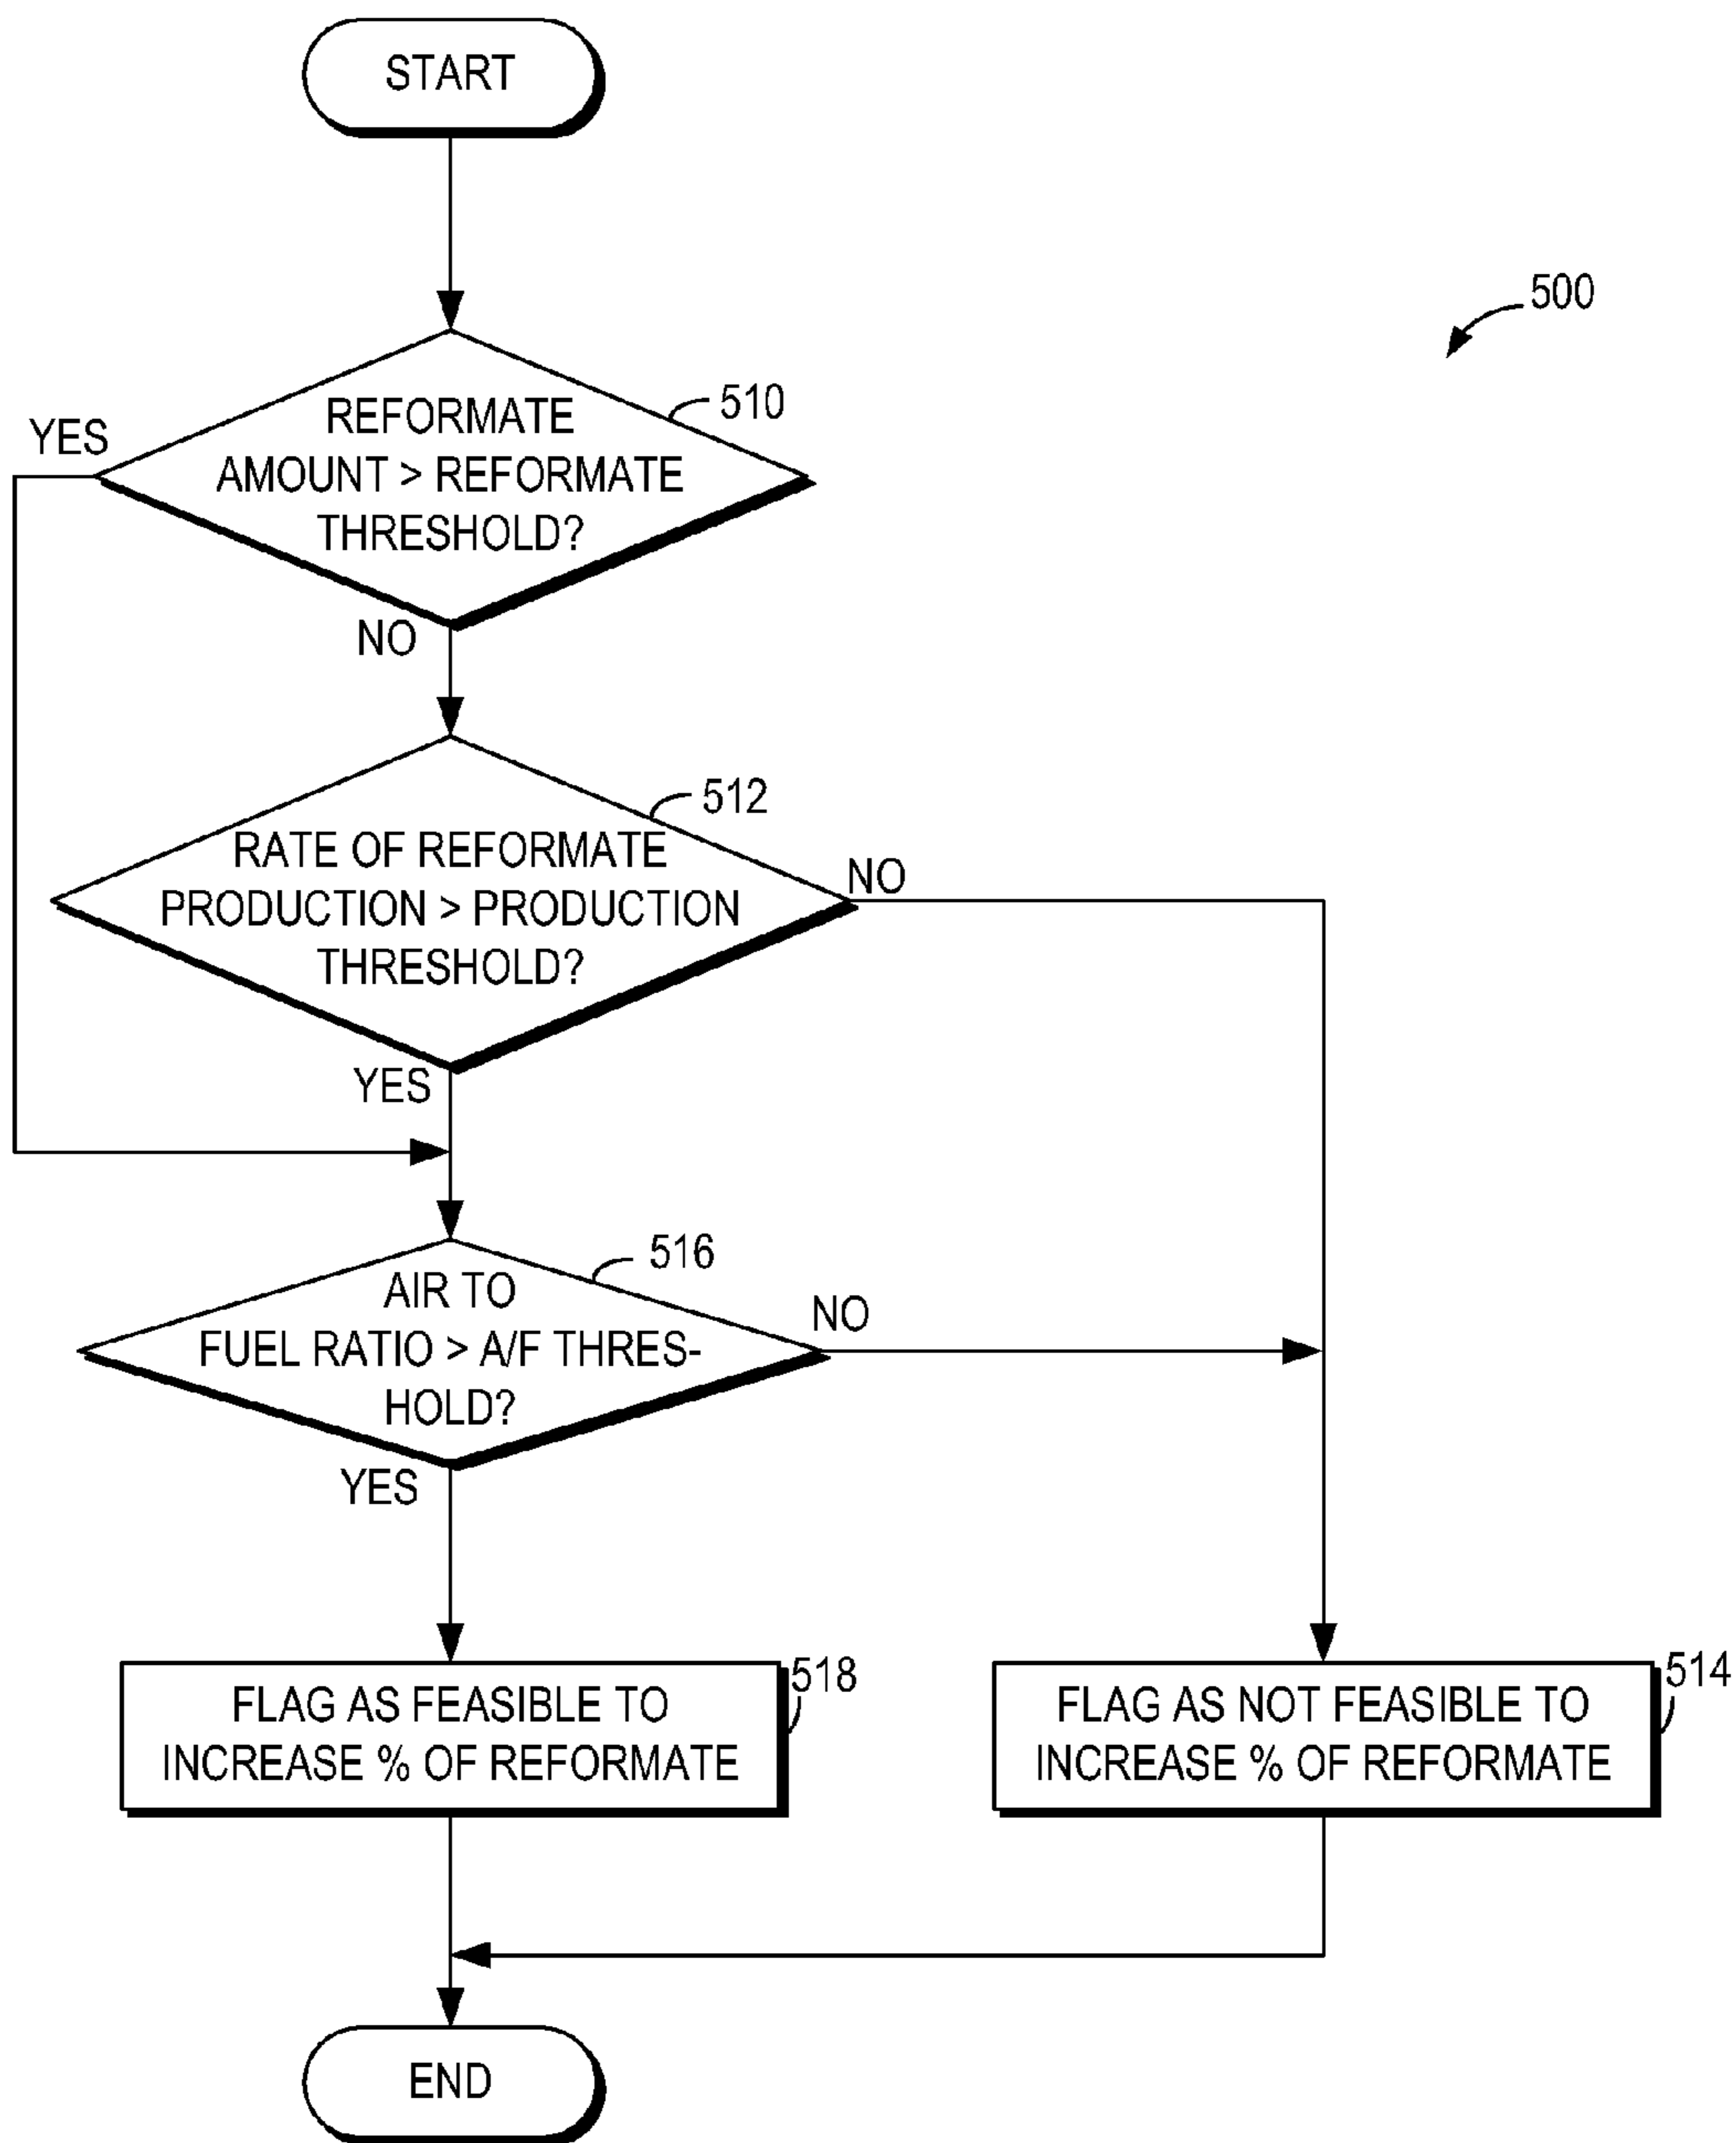 START
500
510
REFORMATE
AMOUNT > REFORMATE
THRESHOLD?
YES
NO
512
RATE OF REFORMATE
PRODUCTION > PRODUCTION
THRESHOLD?
NO
YES
516
AIR TO
FUEL RATIO > A/F THRES-
HOLD?
NO
YES
518
FLAG AS FEASIBLE TO
INCREASE % OF REFORMATE
514
FLAG AS NOT FEASIBLE TO
INCREASE % OF REFORMATE
END